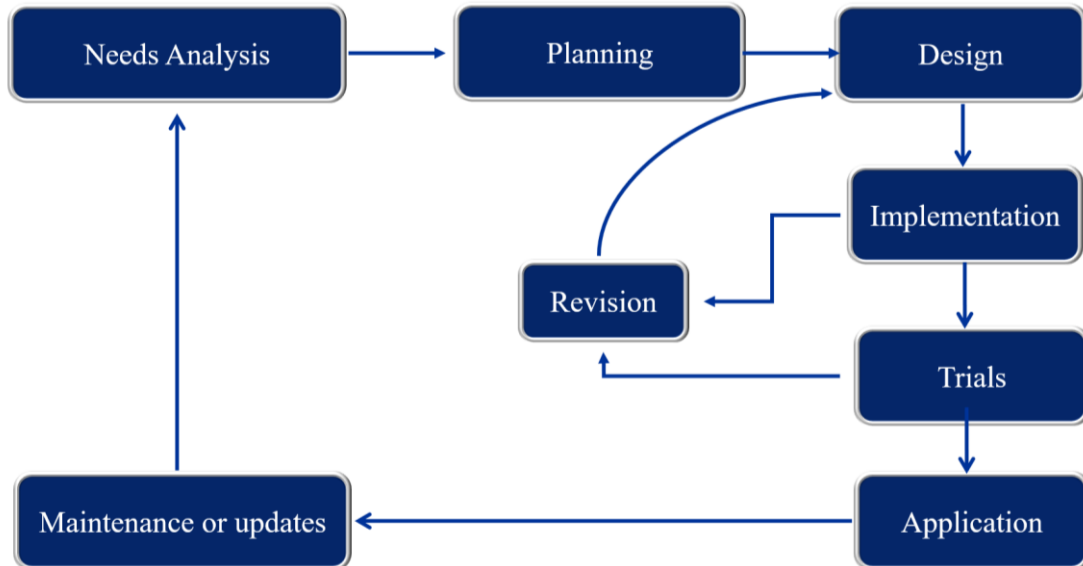 Needs Analysis
Planning
Design
Implementation
Revision
Trials
Maintenance or updates
Application